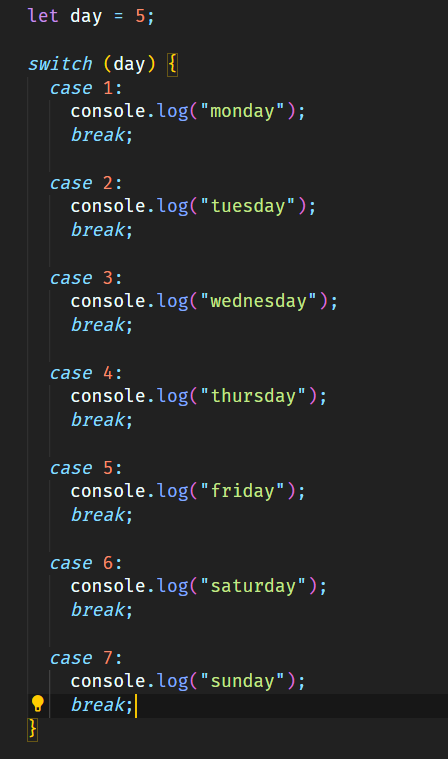 let day = 5;
switch (day) {
case 1:
console.log("monday");
break;
case 2:
console.log("tuesday");
break;
case 3:
console.log("wednesday");
break;
case 4:
console.log("thursday");
break;
case 5:
console.log("friday");
break;
case 6:
console.log("saturday");
break;
case 7:
console.log("sunday");
break;
}